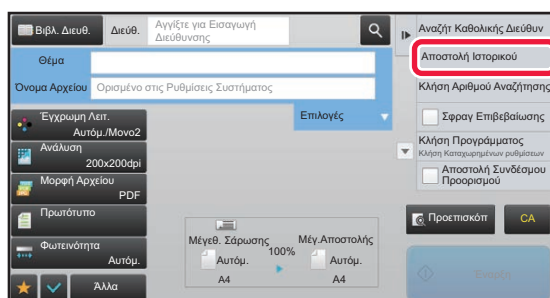 Βιβλ. Διευθ.
Διεύθ.
Αγγίξτε για Εισαγωγή
Διεύθυνσης
Θέμα
Όνομα Αρχείου
Ορισμένο στις Ρυθμίσεις Συστήματος
Επιλογές
Έγχρωμη Λειτ.
Αυτόμ./Μονο2
Ανάλυση
200x200dpi
Μορφή Αρχείου
PDF
Πρωτότυπο
Φωτεινότητα
Αυτόμ.
Άλλα
Μέγεθ. Σάρωσης
100%
Μέγ.Αποστολής
Αυτόμ.
Αυτόμ.
A4
A4
Αναζήτ Καθολικής Διευθυν
Αποστολή Ιστορικού
Κλήση Αριθμού Αναζήτησης
Σφραγ Επιβεβαίωσης
Κλήση Προγράμματος
Κλήση Καταχωρημένων ρυθμίσεων
Αποστολή Συνδέσμου
Προορισμού
Προεπισκόπ
CA
Έναρξη